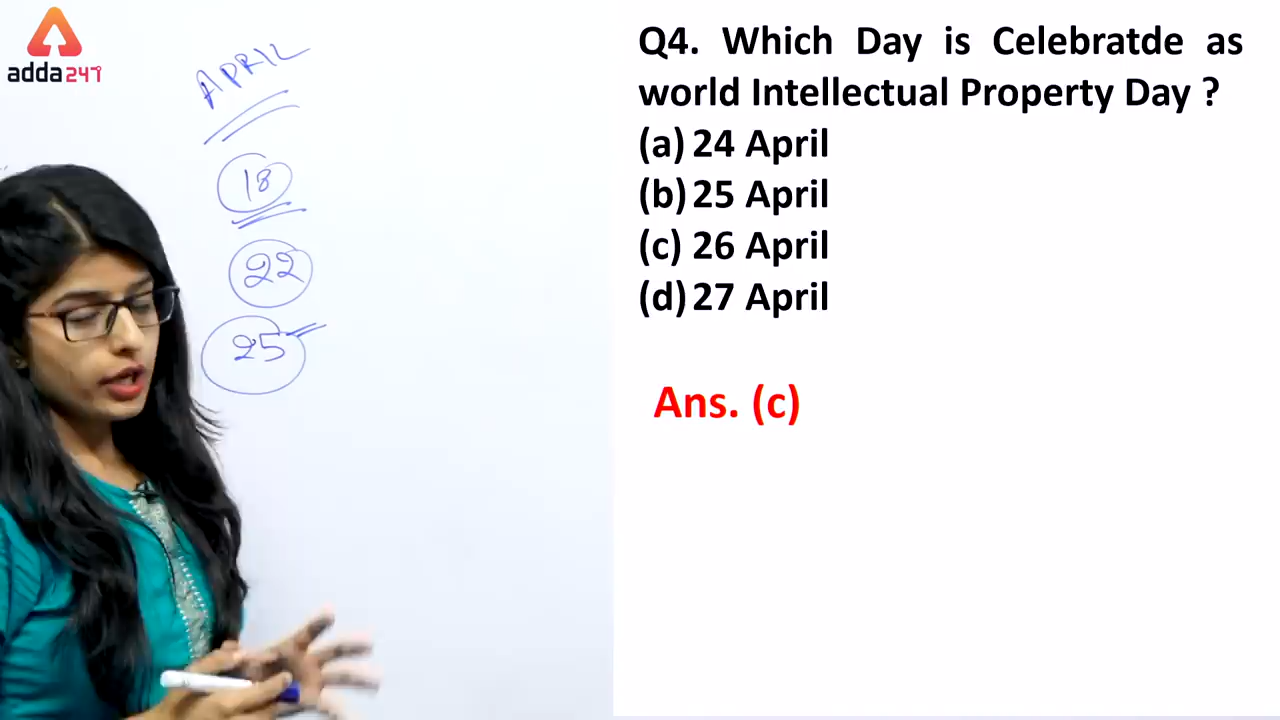 adda247
APRIL
18
22
25
Q4. Which Day is Celebratde as
world Intellectual Property Day ?
(a) 24 April
(b) 25 April
(c) 26 April
(d) 27 April
Ans. (c)